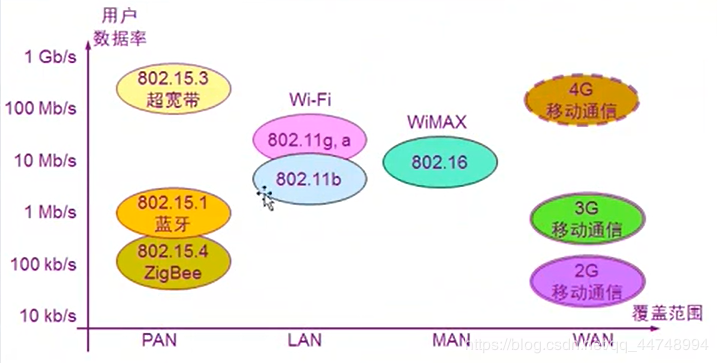 用户
数据率
1 Gb/s
802.15.3
超宽带
4G
移动通信
100 Mb/s
Wi-Fi
802.11g, a
WiMAX
10 Mb/s
802.11b
802.16
1 Mb/s
802.15.1
蓝牙
3G
移动通信
100 kb/s
802.15.4
ZigBee
2G
移动通信
10 kb/s
覆盖范围
PAN
LAN
MAN
WAN
https://blog.csdn.net/qq_44748994